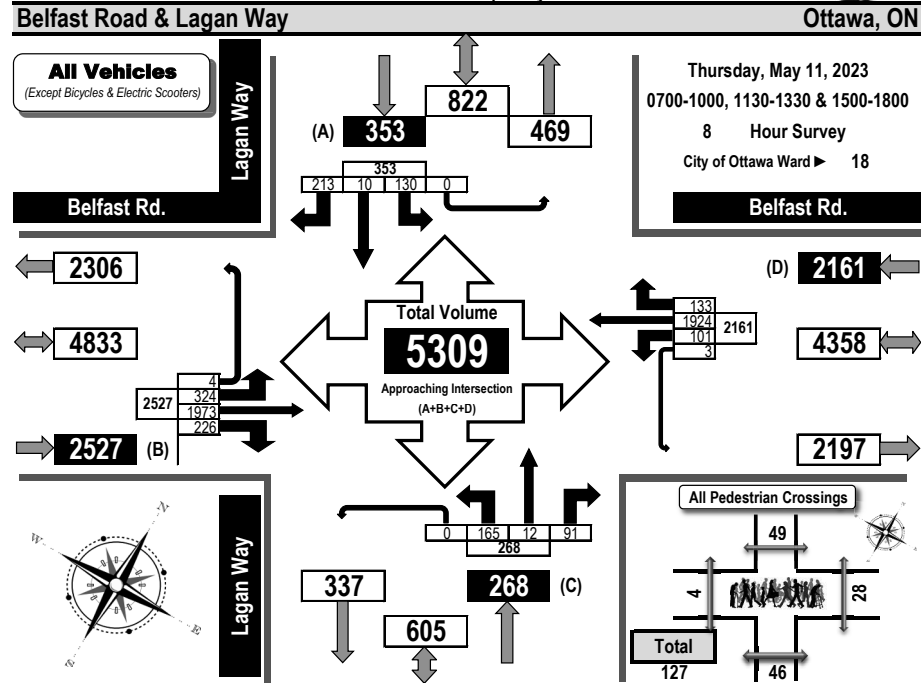 Belfast Road & Lagan Way Ottawa, ON
All Vehicles
(Except Bicycles & Electric Scooters)
Lagan Way
Belfast Rd.
(A) 353
822
469
353
213 10 130 0
Thursday, May 11, 2023
0700-1000, 1130-1330 & 1500-1800
8 Hour Survey
City of Ottawa Ward ► 18
Belfast Rd.
2306
4833
2527
4
324
1973
226
2527 (B)
Total Volume
5309
Approaching Intersection
(A+B+C+D)
(D) 2161
133
1924
101
3
2161
4358
2197
0 165 12 91
268
337
605
268 (C)
Lagan Way
N
W
E
S
All Pedestrian Crossings
49
4
28
46
Total
127